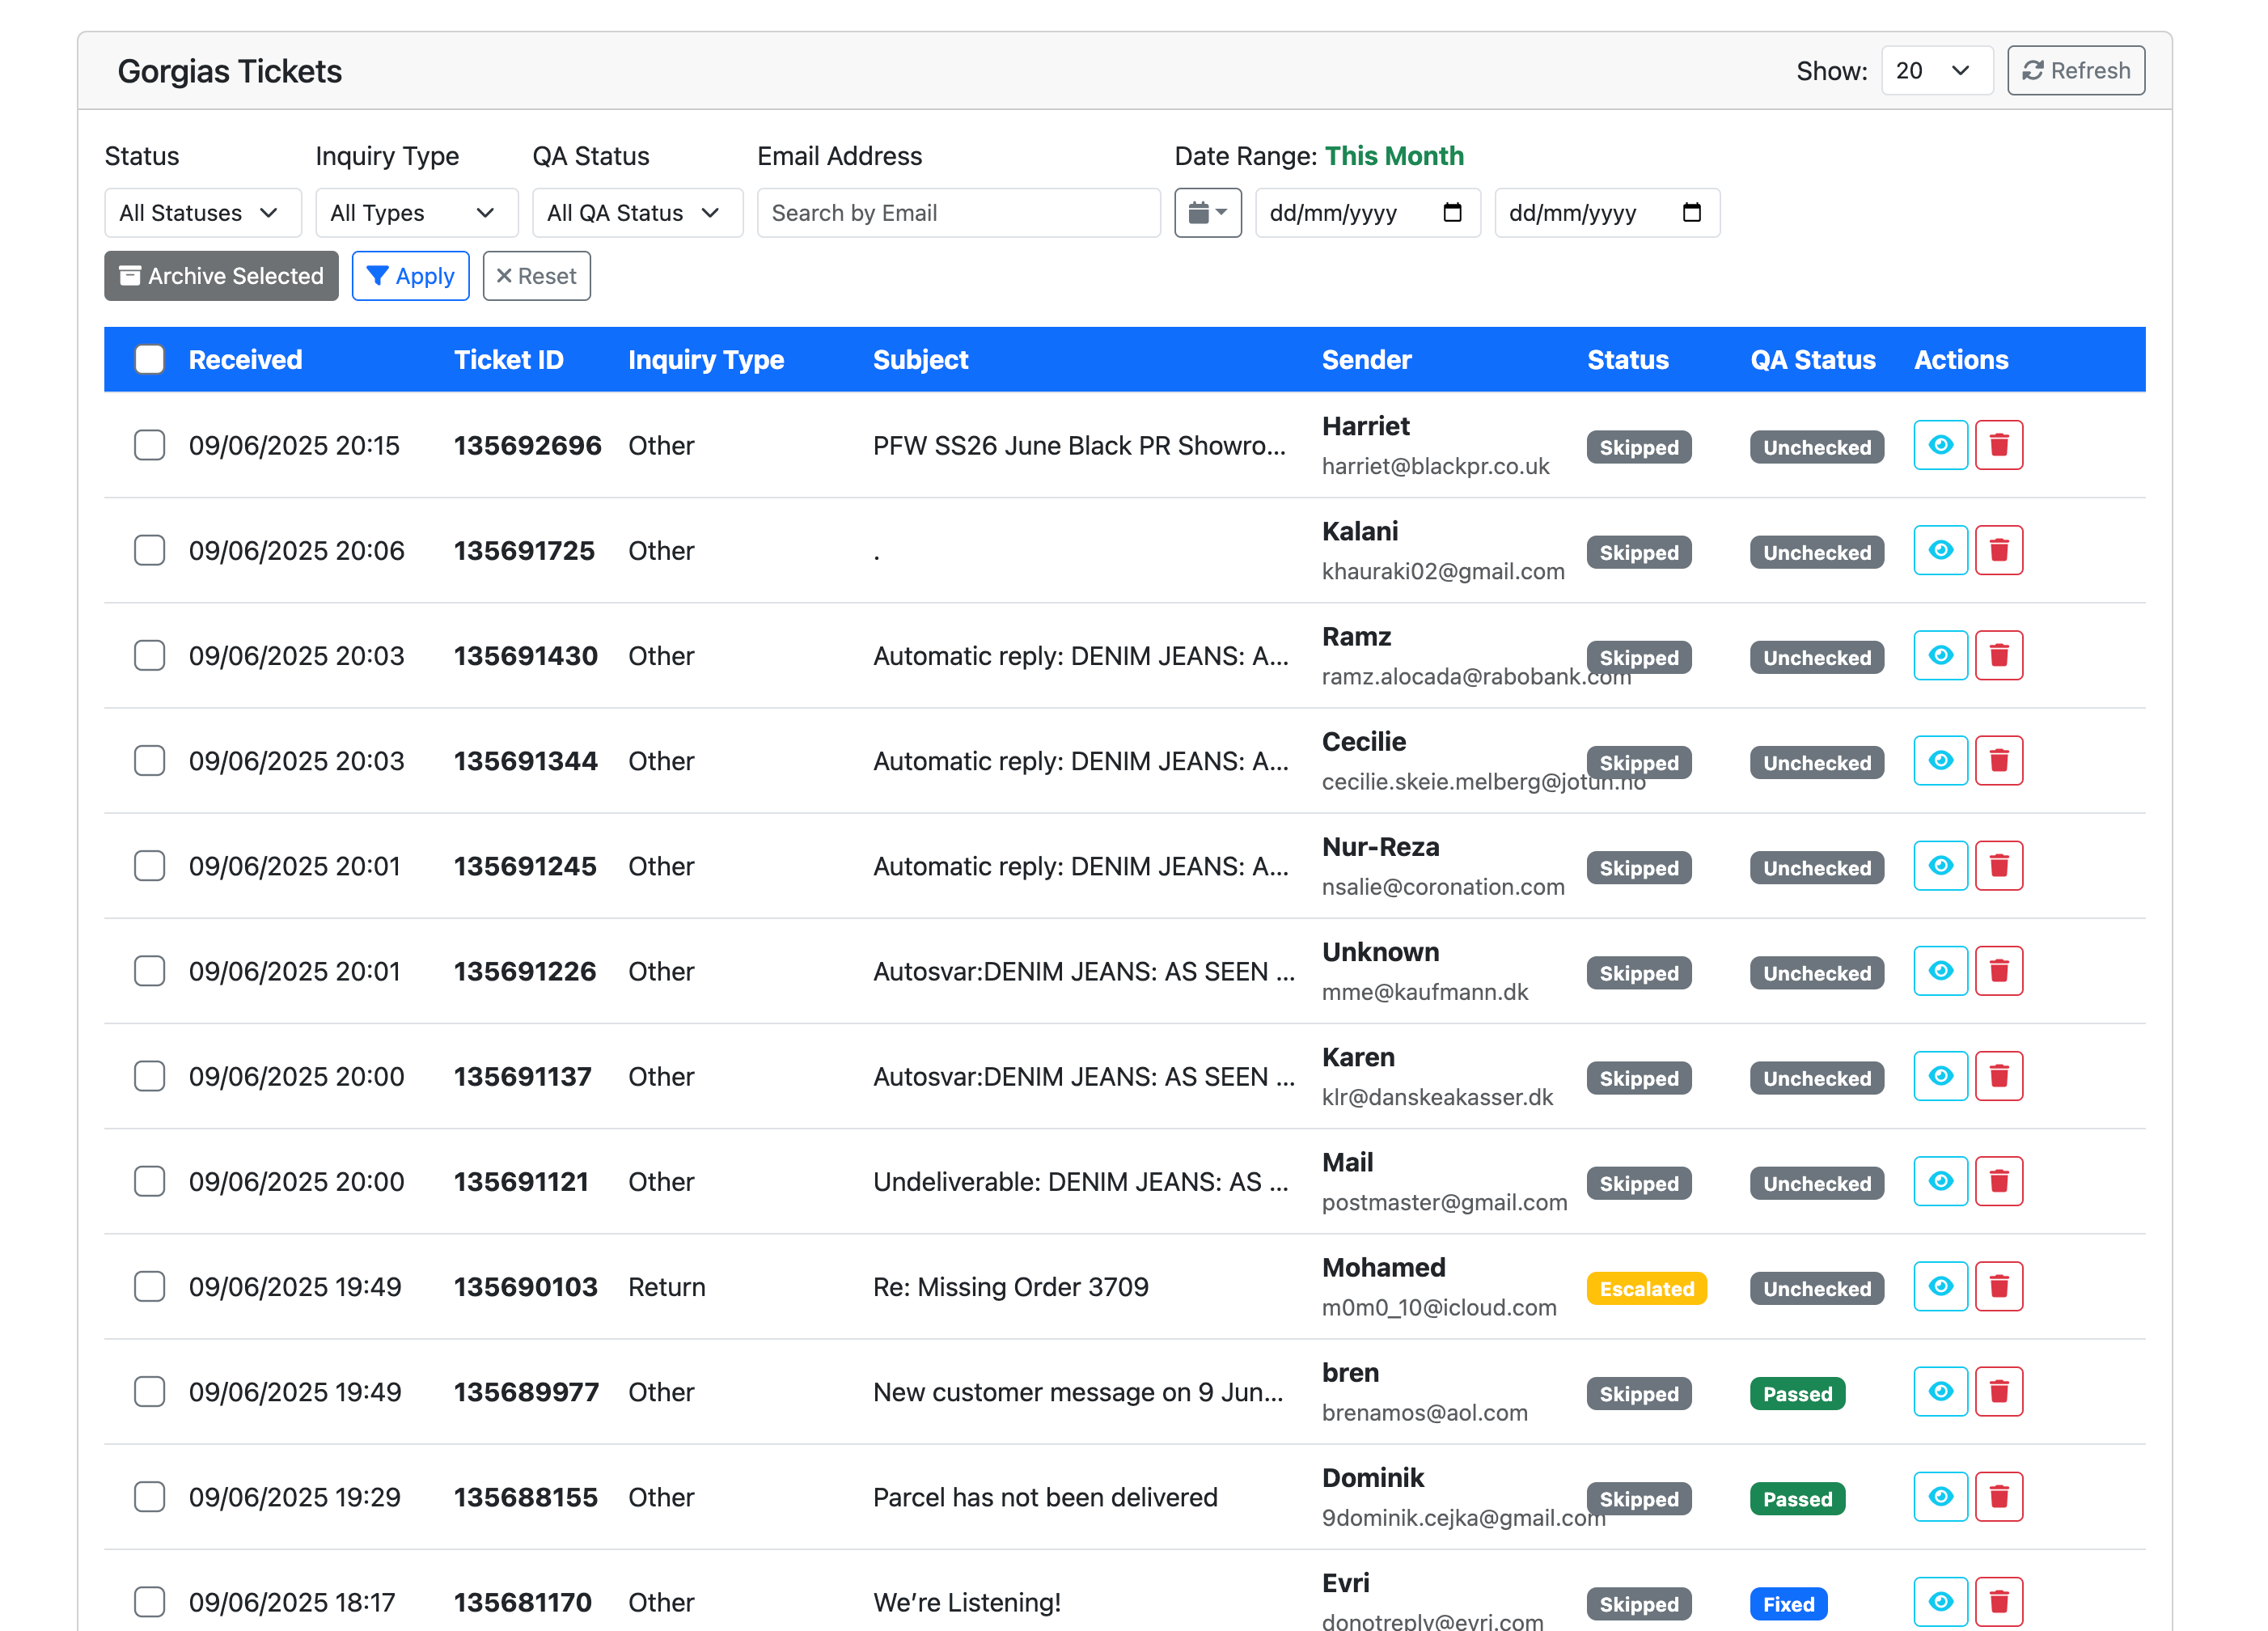 Gorgias Tickets Show: 20 Refresh
Status Inquiry Type QA Status Email Address Date Range: This Month
All Statuses All Types All QA Status Search by Email dd/mm/yyyy dd/mm/yyyy
Archive Selected Apply Reset
Received Ticket ID Inquiry Type Subject Sender Status QA Status Actions
09/06/2025 20:15 135692696 Other PFW SS26 June Black PR Showro... Harriet Skipped Unchecked
harriet@blackpr.co.uk
09/06/2025 20:06 135691725 Other . Kalani Skipped Unchecked
khauraki02@gmail.com
09/06/2025 20:03 135691430 Other Automatic reply: DENIM JEANS: A... Ramz Skipped Unchecked
ramz.alocada@rabobank.com
09/06/2025 20:03 135691344 Other Automatic reply: DENIM JEANS: A... Cecilie Skipped Unchecked
cecilie.skeie.melberg@jotun.no
09/06/2025 20:01 135691245 Other Automatic reply: DENIM JEANS: A... Nur-Reza Skipped Unchecked
nsalie@coronation.com
09/06/2025 20:01 135691226 Other Autosvar:DENIM JEANS: AS SEEN ... Unknown Skipped Unchecked
mme@kaufmann.dk
09/06/2025 20:00 135691137 Other Autosvar:DENIM JEANS: AS SEEN ... Karen Skipped Unchecked
klr@danskeakasser.dk
09/06/2025 20:00 135691121 Other Undeliverable: DENIM JEANS: AS ... Mail Skipped Unchecked
postmaster@gmail.com
09/06/2025 19:49 135690103 Return Re: Missing Order 3709 Mohamed Escalated Unchecked
m0m0_10@icloud.com
09/06/2025 19:49 135689977 Other New customer message on 9 Jun... bren Skipped Passed
brenamos@aol.com
09/06/2025 19:29 135688155 Other Parcel has not been delivered Dominik Skipped Passed
9dominik.cejka@gmail.com
09/06/2025 18:17 135681170 Other We're Listening! Evri Skipped Fixed
donotreply@evri.com